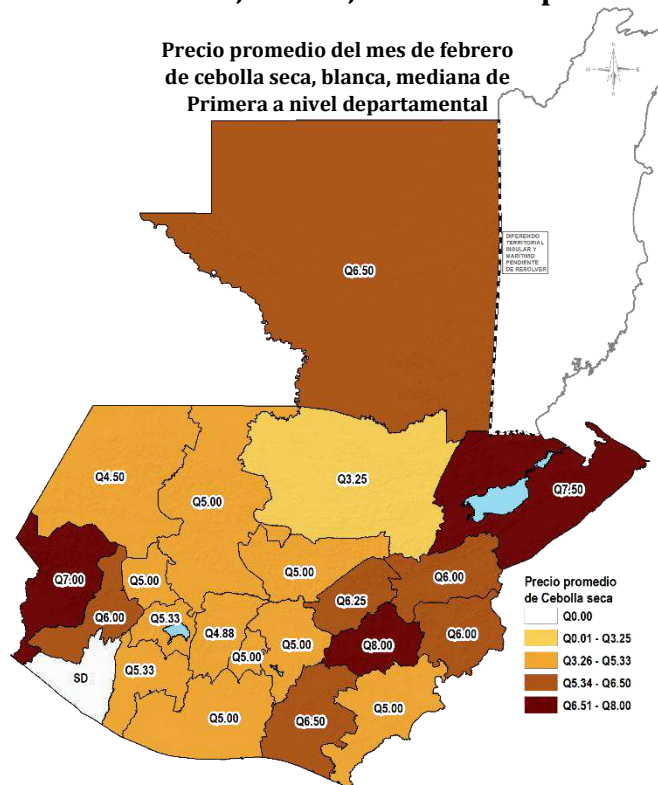 Precio promedio del mes de febrero
de cebolla seca, blanca, mediana de
Primera a nivel departamental
N
O E
S
DIFERENDO
TERRITORIAL
INSULAR Y
MARÍTIMO
PENDIENTE
DE RESOLVER
Q6.50
Q4.50
Q5.00
Q3.25
Q7.50
Q7.00
Q5.00
Q5.00
Q6.00
Q6.25
Q6.00
Q5.33
Q4.88
Q5.00
Q5.00
Q8.00
Q6.00
SD
Q5.33
Q5.00
Q6.50
Q5.00
Precio promedio
de Cebolla seca
Q0.00
Q0.01 - Q3.25
Q3.26 - Q5.33
Q5.34 - Q6.50
Q6.51 - Q8.00